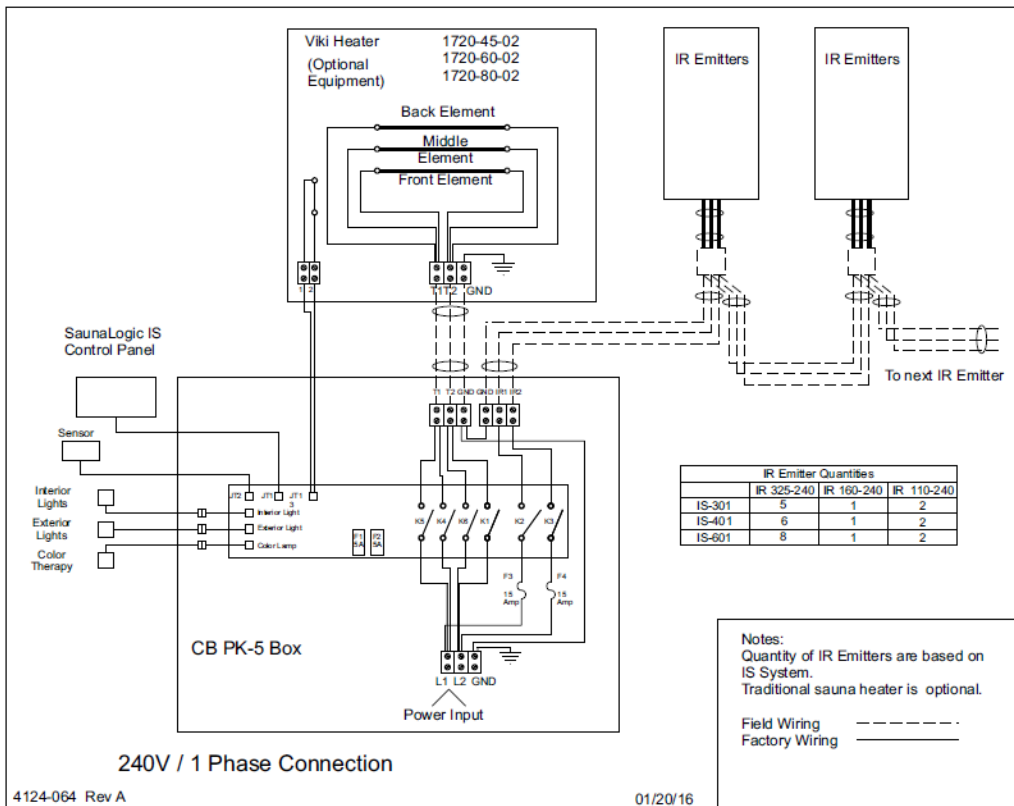 Viki Heater 1720-45-02
(Optional 1720-60-02
Equipment) 1720-80-02
Back Element
Middle
Element
Front Element
1 2
T1 T2 GND
IR Emitters
IR Emitters
To next IR Emitter
SaunaLogic IS
Control Panel
Sensor
Interior
Lights
Exterior
Lights
Color
Therapy
T1 T2 GND GND IR1 IR2
JT2 JT1 JT1
3
Interior Light
Exterior Light
Color Lamp
F1
5A
F2
5A
K5 K4 K6 K1 K2 K3
F3
15
Amp
F4
15
Amp
CB PK-5 Box
L1 L2 GND
Power Input
IR Emitter Quantities
IR 325-240 IR 160-240 IR 110-240
IS-301 5 1 2
IS-401 6 1 2
IS-601 8 1 2
Notes:
Quantity of IR Emitters are based on
IS System.
Traditional sauna heater is optional.
Field Wiring
Factory Wiring
240V / 1 Phase Connection
4124-064 Rev A
01/20/16